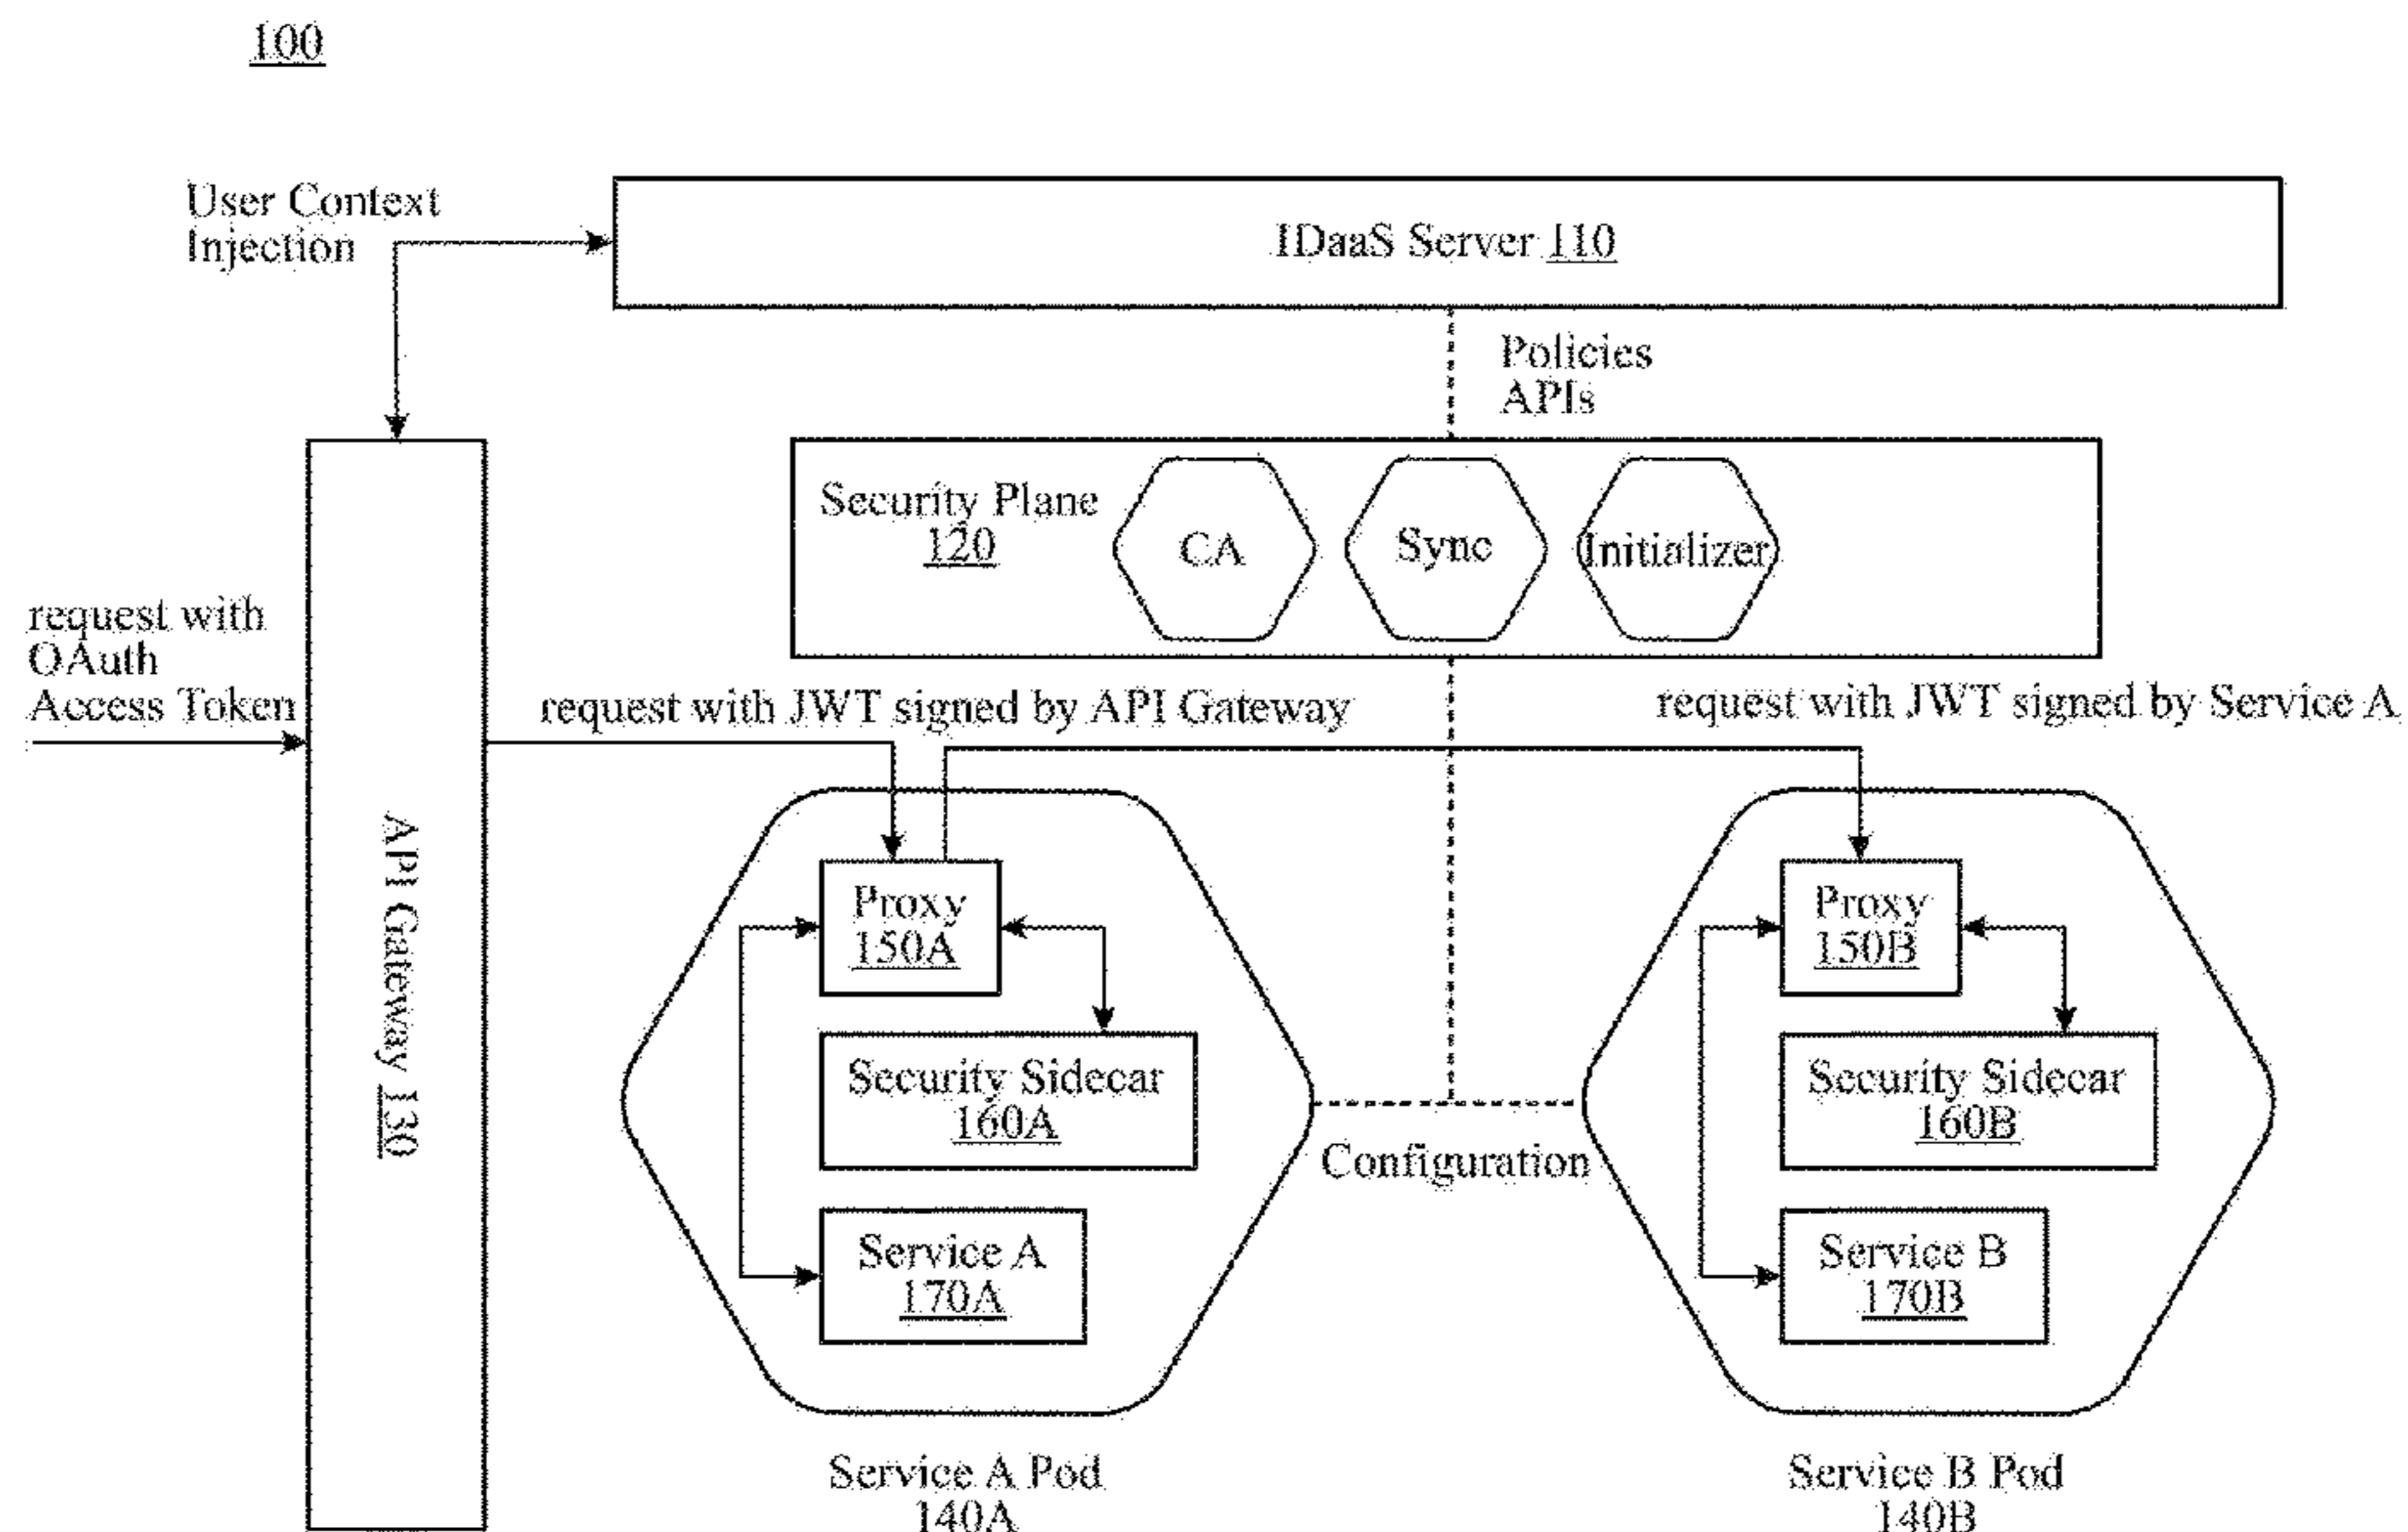 100
User Context
Injection
IDaaS Server 110
Policies
APIs
Security Plane
120
CA
Sync
Initializer
request with
OAuth
Access Token
request with JWT signed by API Gateway
request with JWT signed by Service A
API Gateway 130
Proxy
150A
Security Sidecar
160A
Service A
170A
Configuration
Proxy
150B
Security Sidecar
160B
Service B
170B
Service A Pod
140A
Service B Pod
140B